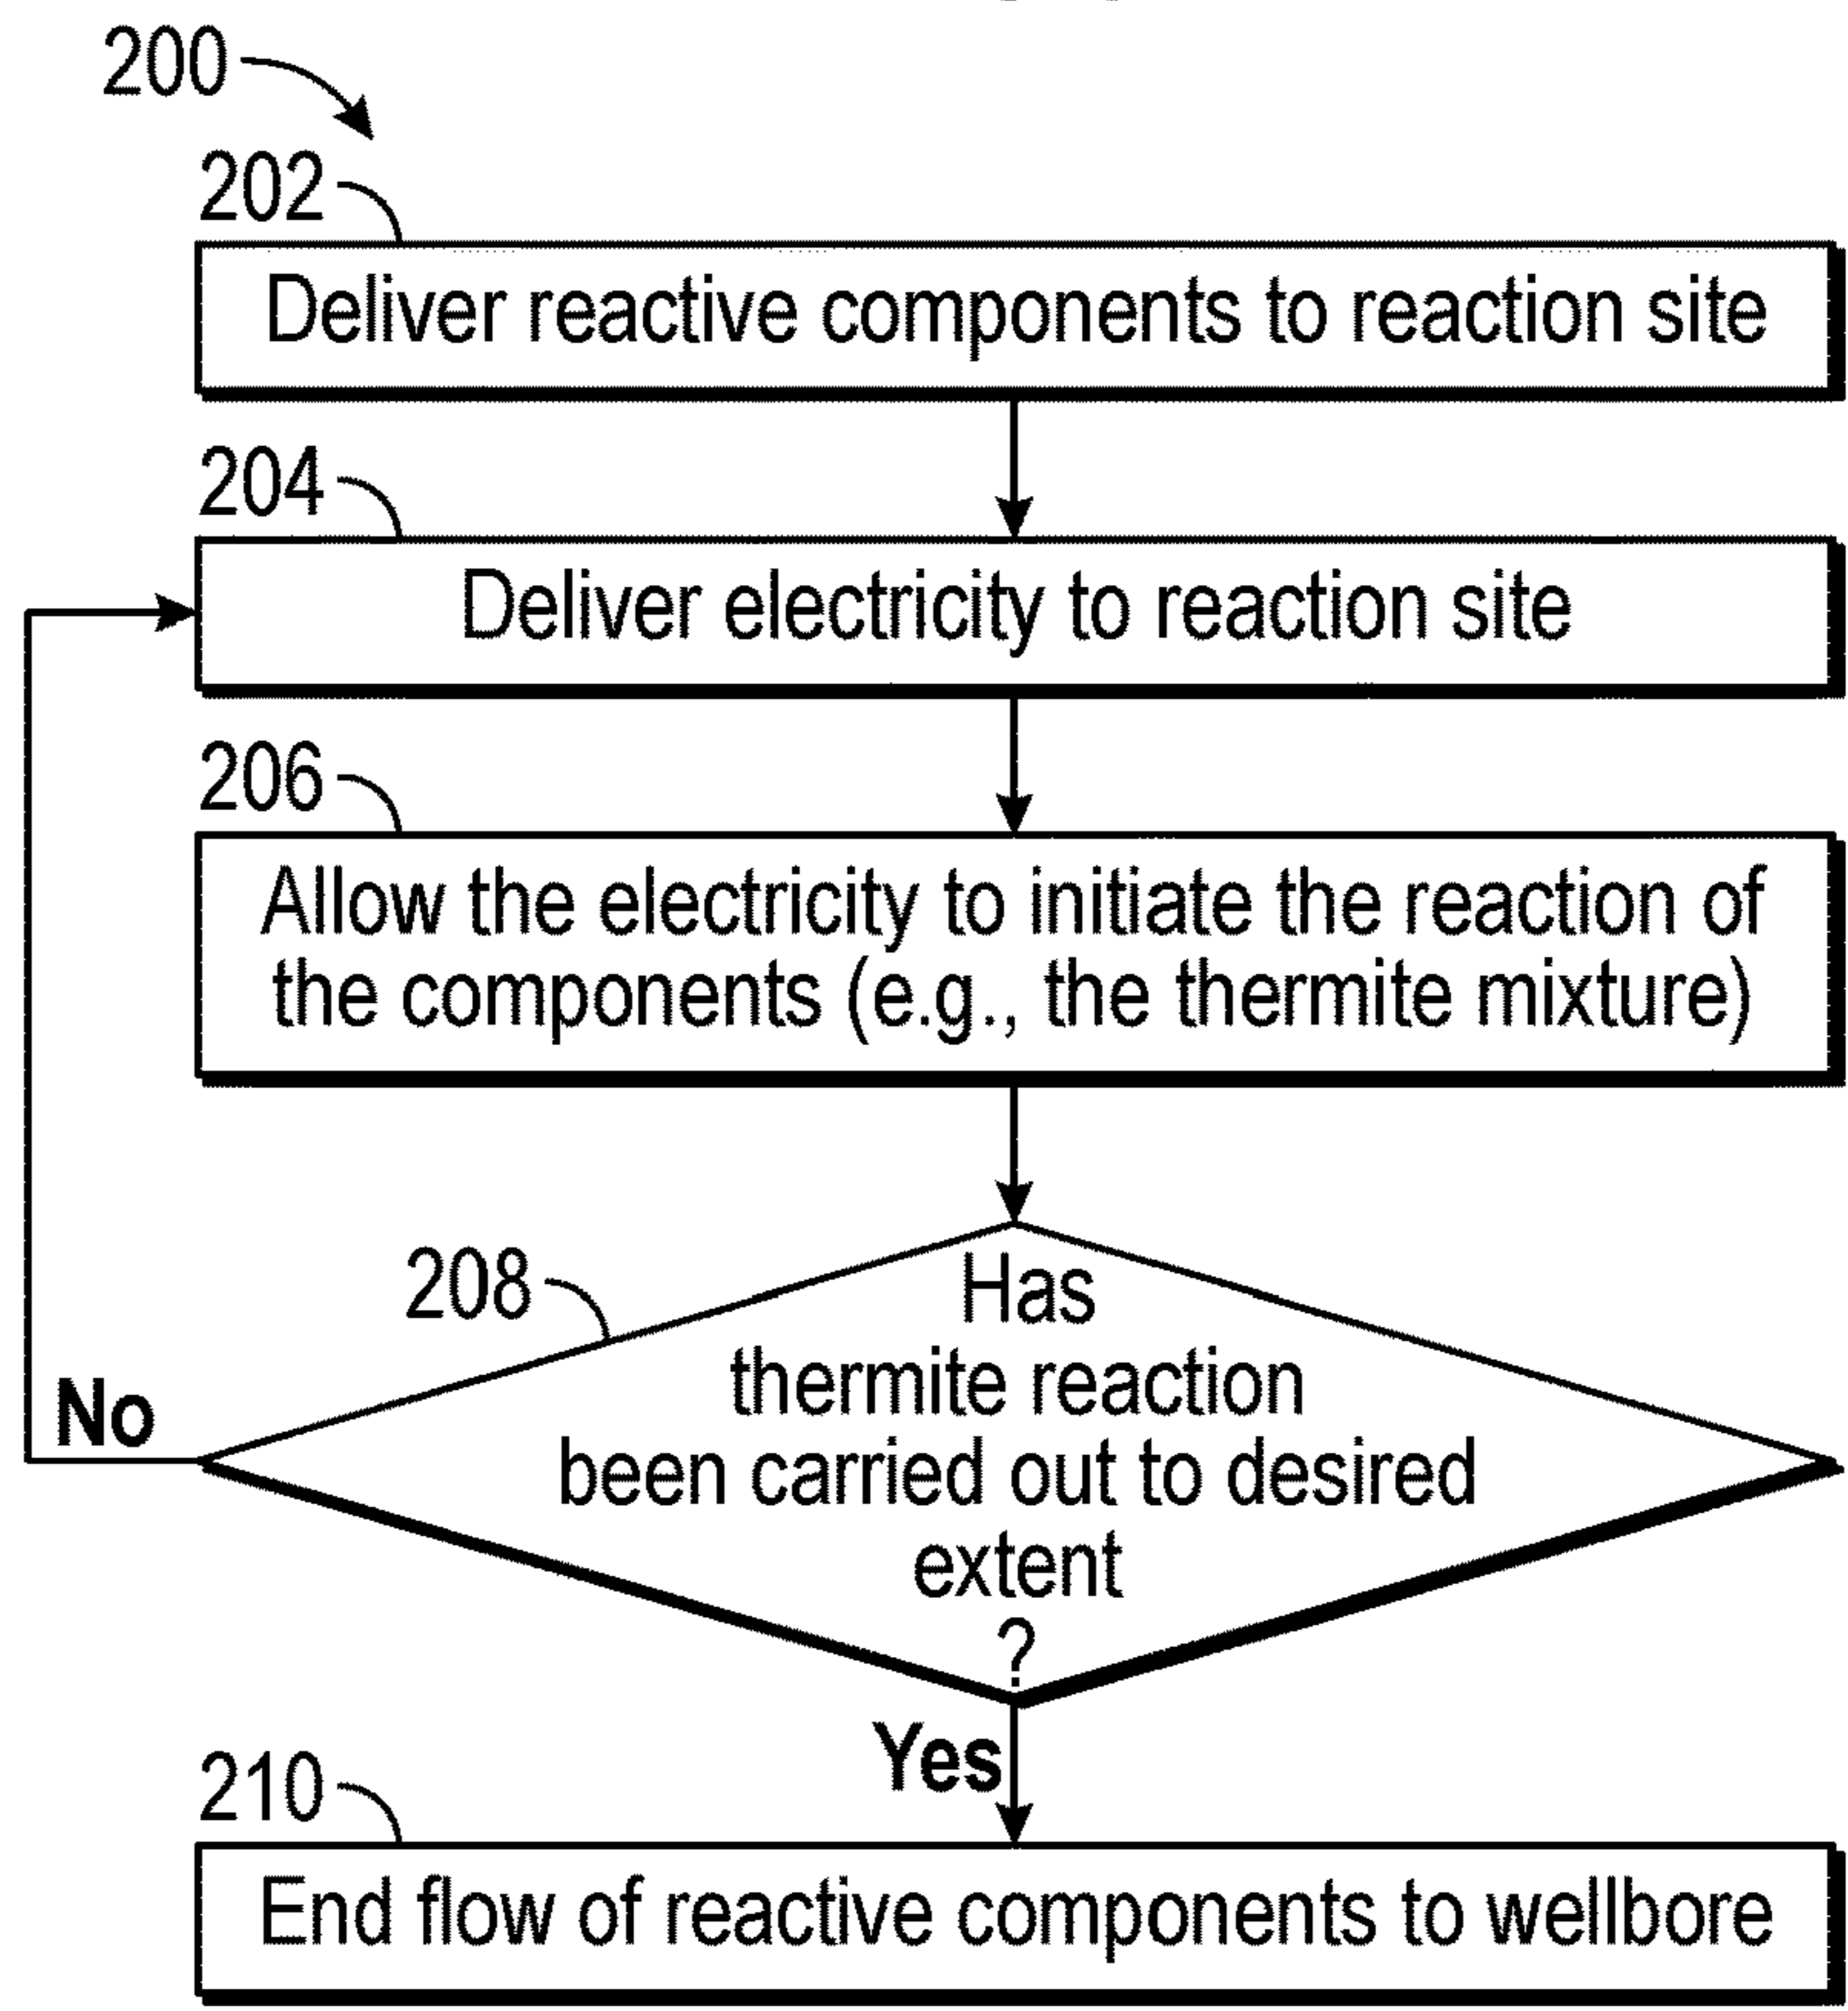 200
202
Deliver reactive components to reaction site
204
Deliver electricity to reaction site
206
Allow the electricity to initiate the reaction of
the components (e.g., the thermite mixture)
208
Has
thermite reaction
been carried out to desired
extent
?
No
Yes
210
End flow of reactive components to wellbore